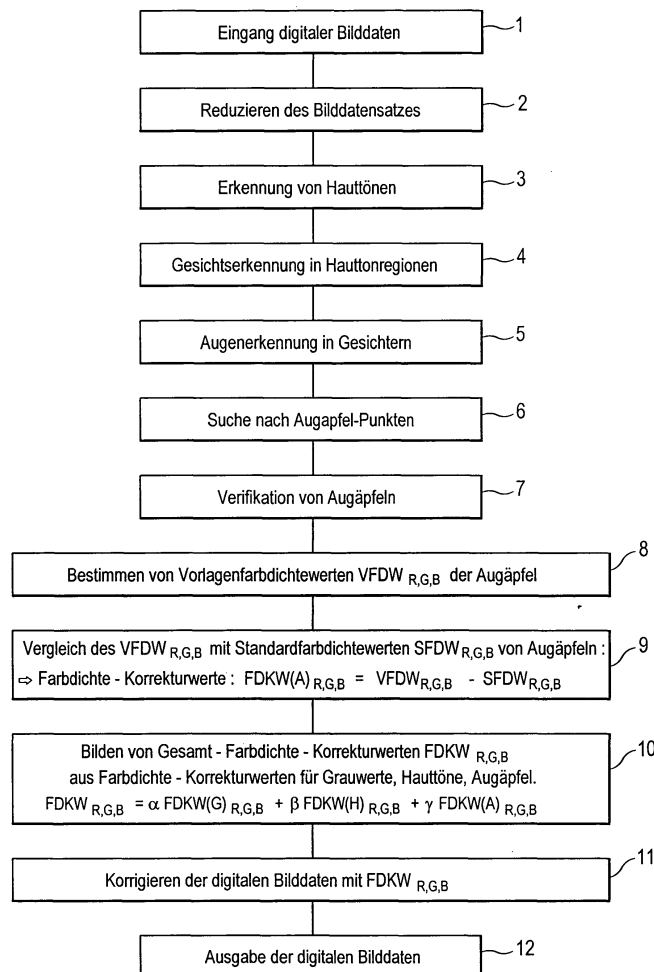 Eingang digitaler Bilddaten
1
Reduzieren des Bilddatensatzes
2
Erkennung von Hauttönen
3
Gesichtserkennung in Hauttonregionen
4
Augenerkennung in Gesichtern
5
Suche nach Augapfel-Punkten
6
Verifikation von Augäpfeln
7
Bestimmen von Vorlagenfarbdichtewerten VFDW R,G,B der Augäpfel
8
Vergleich des VFDW R,G,B mit Standardfarbdichtewerten SFDW R,G,B von Augäpfeln :
⇨ Farbdichte - Korrekturwerte : FDKW(A) R,G,B = VFDW R,G,B - SFDW R,G,B
9
Bilden von Gesamt - Farbdichte - Korrekturwerten FDKW R,G,B
aus Farbdichte - Korrekturwerten für Grauwerte, Hauttöne, Augäpfel.
FDKW R,G,B = α FDKW(G) R,G,B + β FDKW(H) R,G,B + γ FDKW(A) R,G,B
10
Korrigieren der digitalen Bilddaten mit FDKW R,G,B
11
Ausgabe der digitalen Bilddaten
12